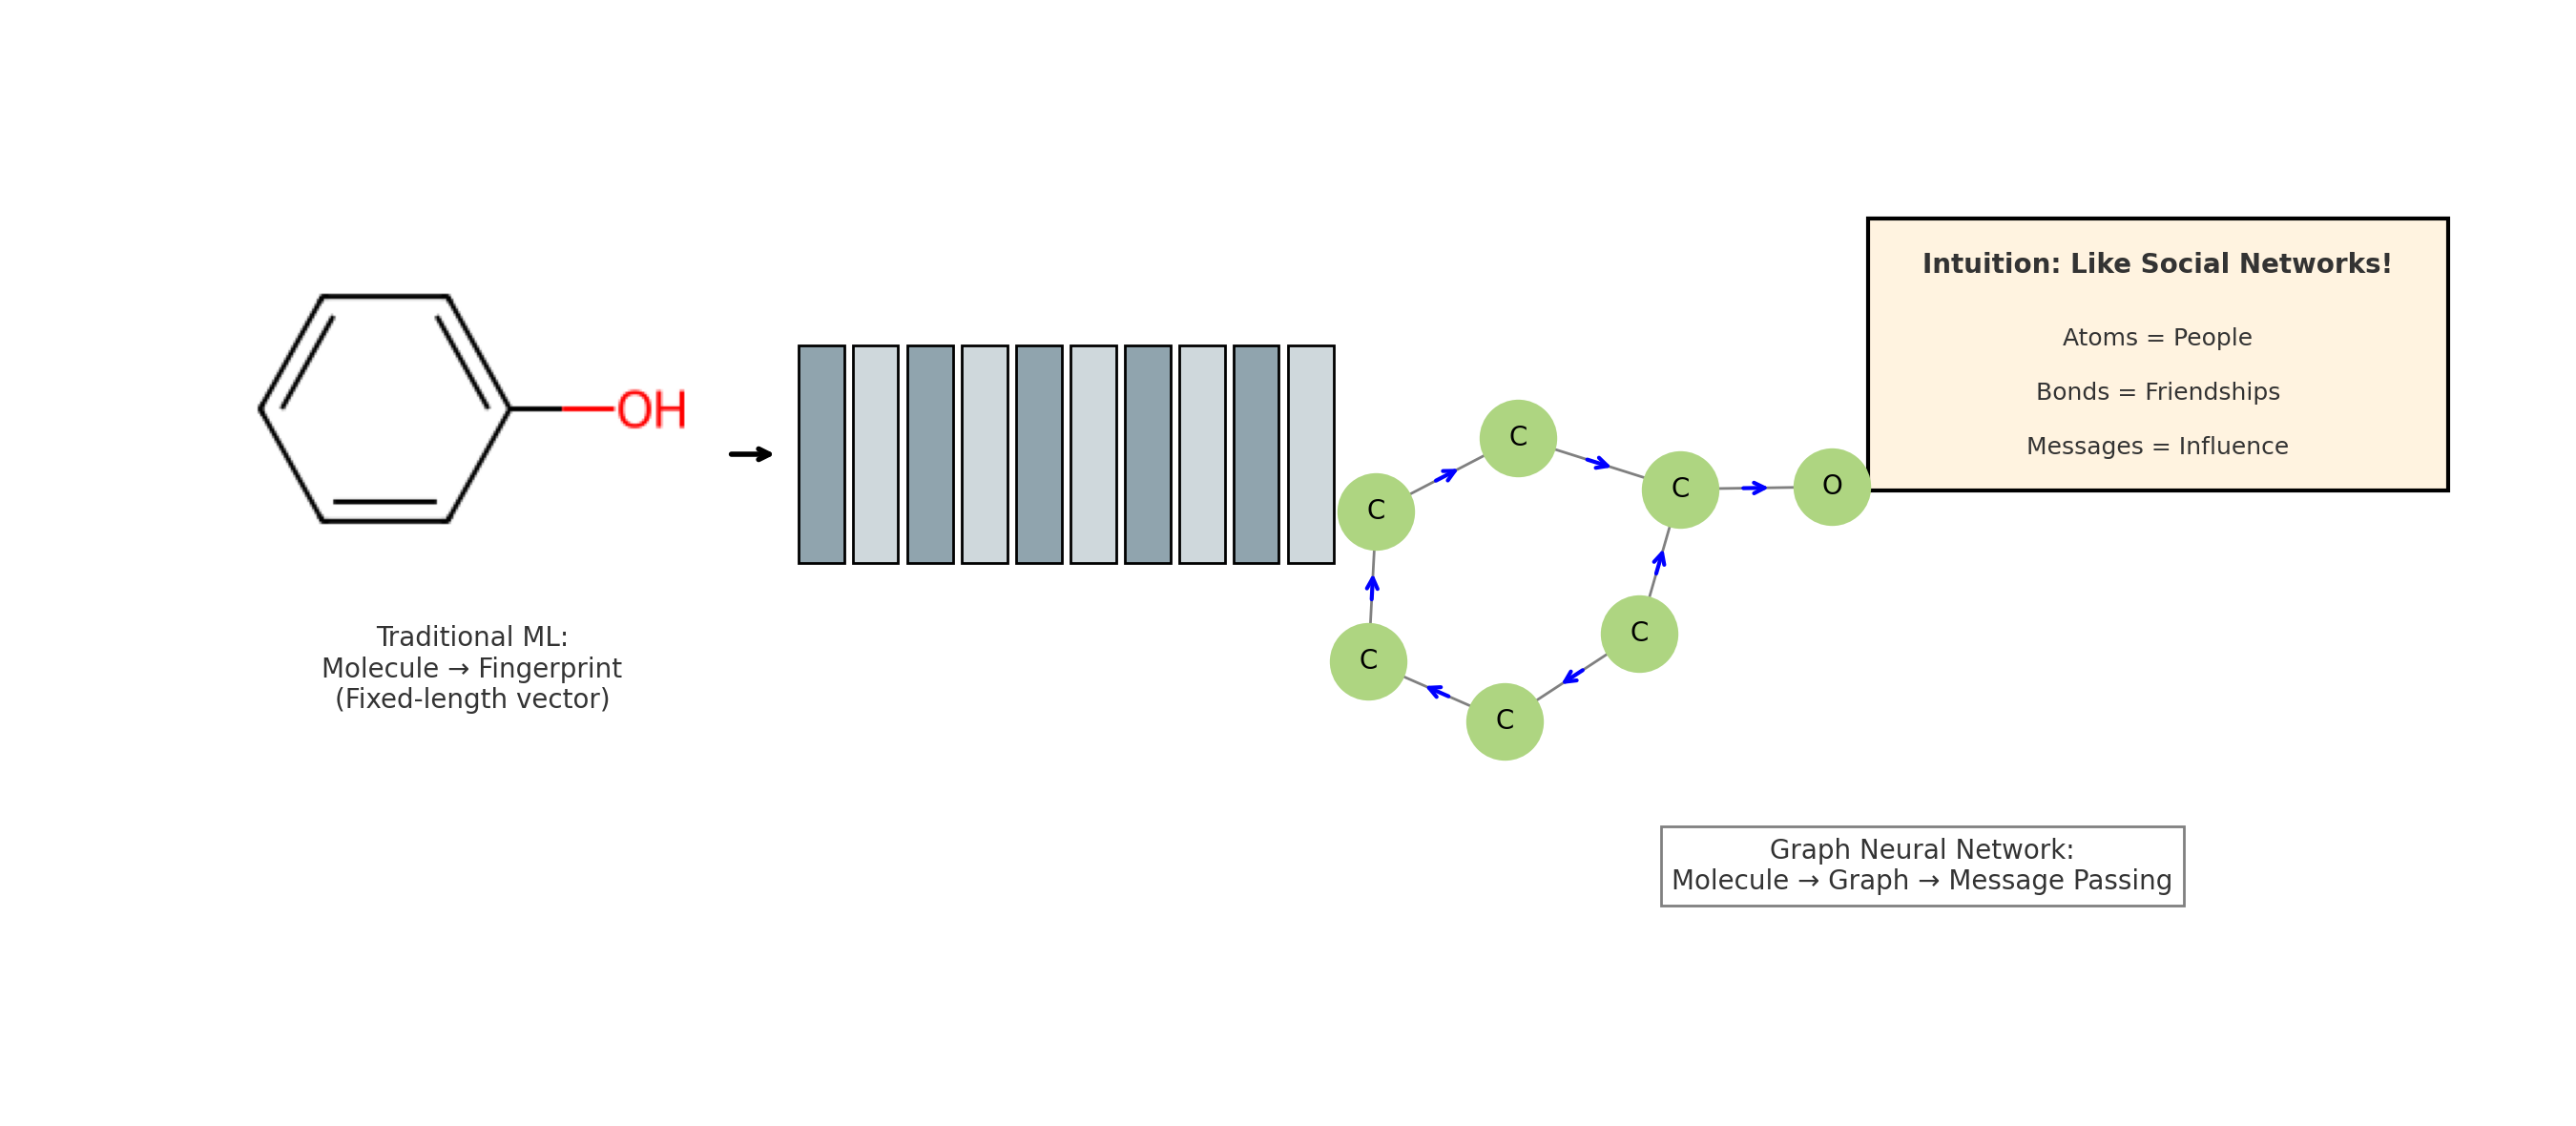 OH
Traditional ML:
Molecule → Fingerprint
(Fixed-length vector)
C
C
C
O
C
C
C
Intuition: Like Social Networks!
Atoms = People
Bonds = Friendships
Messages = Influence
Graph Neural Network:
Molecule → Graph → Message Passing